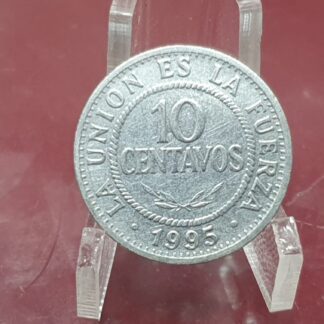 LA UNION ES LA FUERZA
10
CENTAVOS
1995